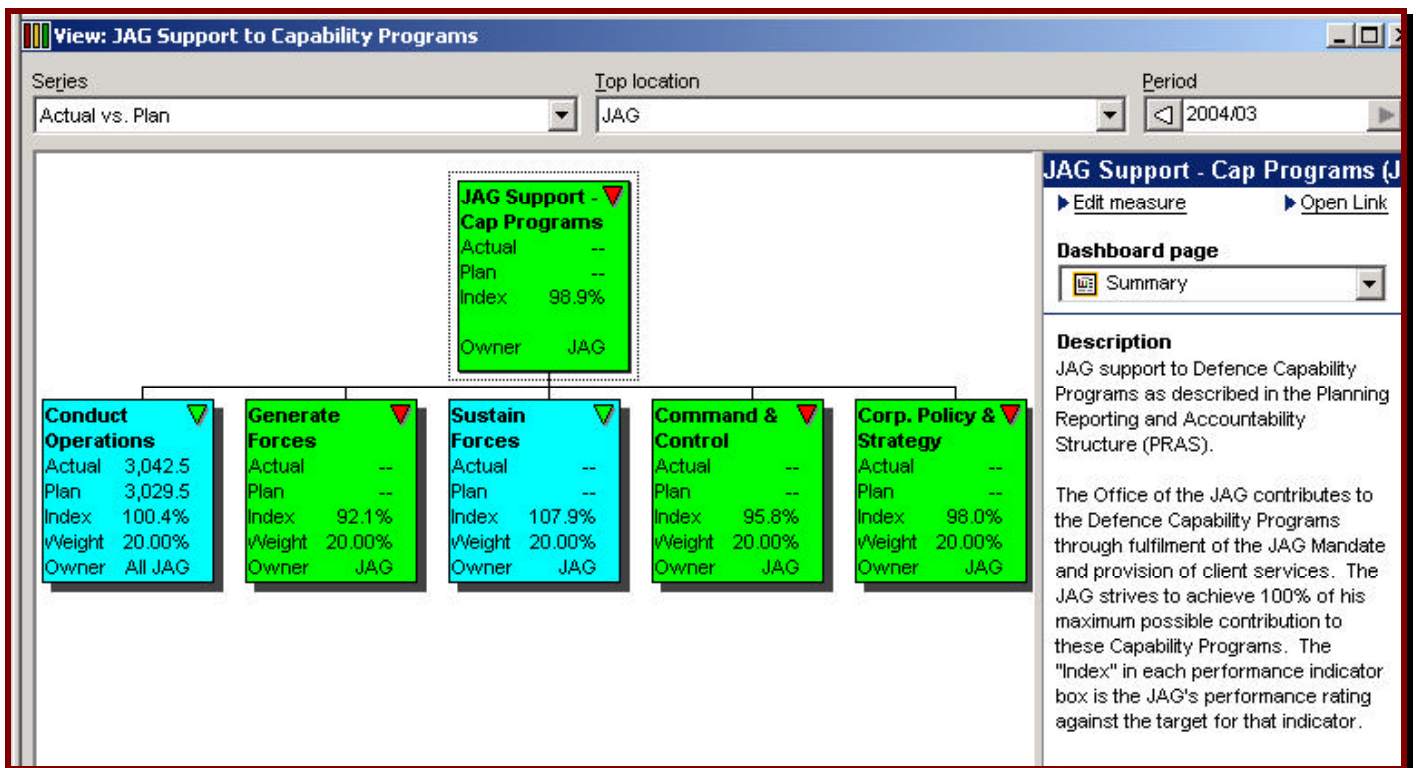 View: JAG Support to Capability Programs
Series
Top location
Period
Actual vs. Plan
JAG
2004/03
JAG Support -
Cap Programs
Actual --
Plan --
Index 98.9%
Owner JAG
Conduct
Operations
Actual 3,042.5
Plan 3,029.5
Index 100.4%
Weight 20.00%
Owner All JAG
Generate
Forces
Actual --
Plan --
Index 92.1%
Weight 20.00%
Owner JAG
Sustain
Forces
Actual --
Plan --
Index 107.9%
Weight 20.00%
Owner JAG
Command &
Control
Actual --
Plan --
Index 95.8%
Weight 20.00%
Owner JAG
Corp. Policy &
Strategy
Actual --
Plan --
Index 98.0%
Weight 20.00%
Owner JAG
JAG Support - Cap Programs (J
Edit measure
Open Link
Dashboard page
Summary
Description
JAG support to Defence Capability
Programs as described in the Planning
Reporting and Accountability
Structure (PRAS).
The Office of the JAG contributes to
the Defence Capability Programs
through fulfilment of the JAG Mandate
and provision of client services. The
JAG strives to achieve 100% of his
maximum possible contribution to
these Capability Programs. The
"Index" in each performance indicator
box is the JAG's performance rating
against the target for that indicator.